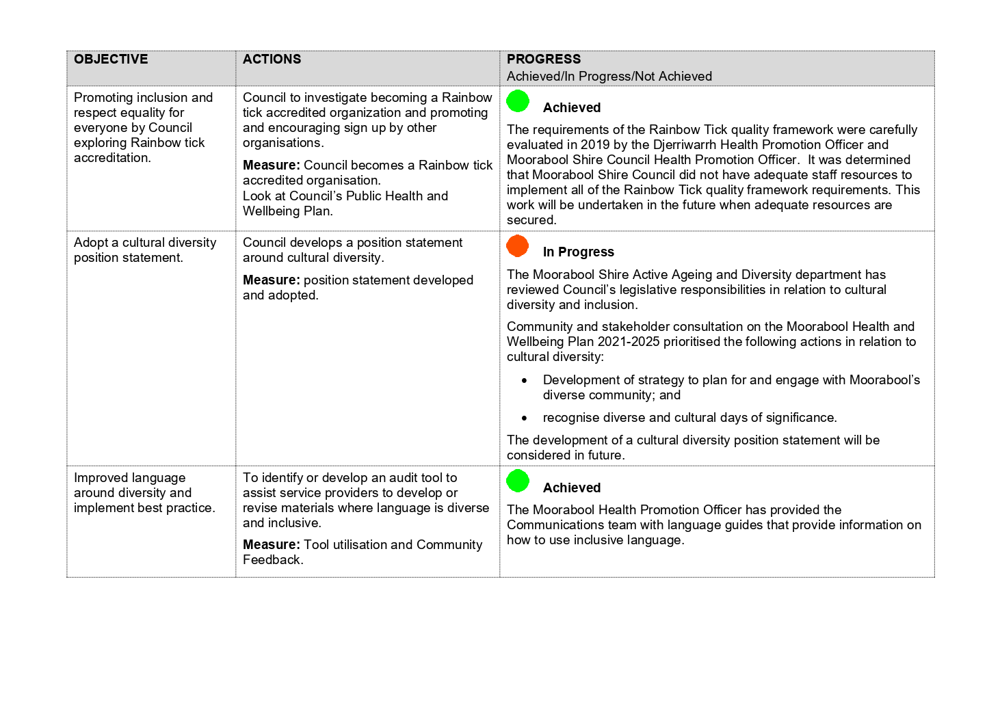 OBJECTIVE
ACTIONS
PROGRESS
Achieved/In Progress/Not Achieved
Promoting inclusion and
respect equality for
everyone by Council
exploring Rainbow tick
accreditation.
Council to investigate becoming a Rainbow
tick accredited organization and promoting
and encouraging sign up by other
organisations.
Measure: Council becomes a Rainbow tick
accredited organisation.
Look at Council’s Public Health and
Wellbeing Plan.
Achieved
The requirements of the Rainbow Tick quality framework were carefully
evaluated in 2019 by the Djerriwarrh Health Promotion Officer and
Moorabool Shire Council Health Promotion Officer.  It was determined
that Moorabool Shire Council did not have adequate staff resources to
implement all of the Rainbow Tick quality framework requirements. This
work will be undertaken in the future when adequate resources are
secured.
Adopt a cultural diversity
position statement.
Council develops a position statement
around cultural diversity.
Measure: position statement developed
and adopted.
In Progress
The Moorabool Shire Active Ageing and Diversity department has
reviewed Council’s legislative responsibilities in relation to cultural
diversity and inclusion.
Community and stakeholder consultation on the Moorabool Health and
Wellbeing Plan 2021-2025 prioritised the following actions in relation to
cultural diversity:
• Development of strategy to plan for and engage with Moorabool’s
diverse community; and
• recognise diverse and cultural days of significance.
The development of a cultural diversity position statement will be
considered in future.
Improved language
around diversity and
implement best practice.
To identify or develop an audit tool to
assist service providers to develop or
revise materials where language is diverse
and inclusive.
Measure: Tool utilisation and Community
Feedback.
Achieved
The Moorabool Health Promotion Officer has provided the
Communications team with language guides that provide information on
how to use inclusive language.